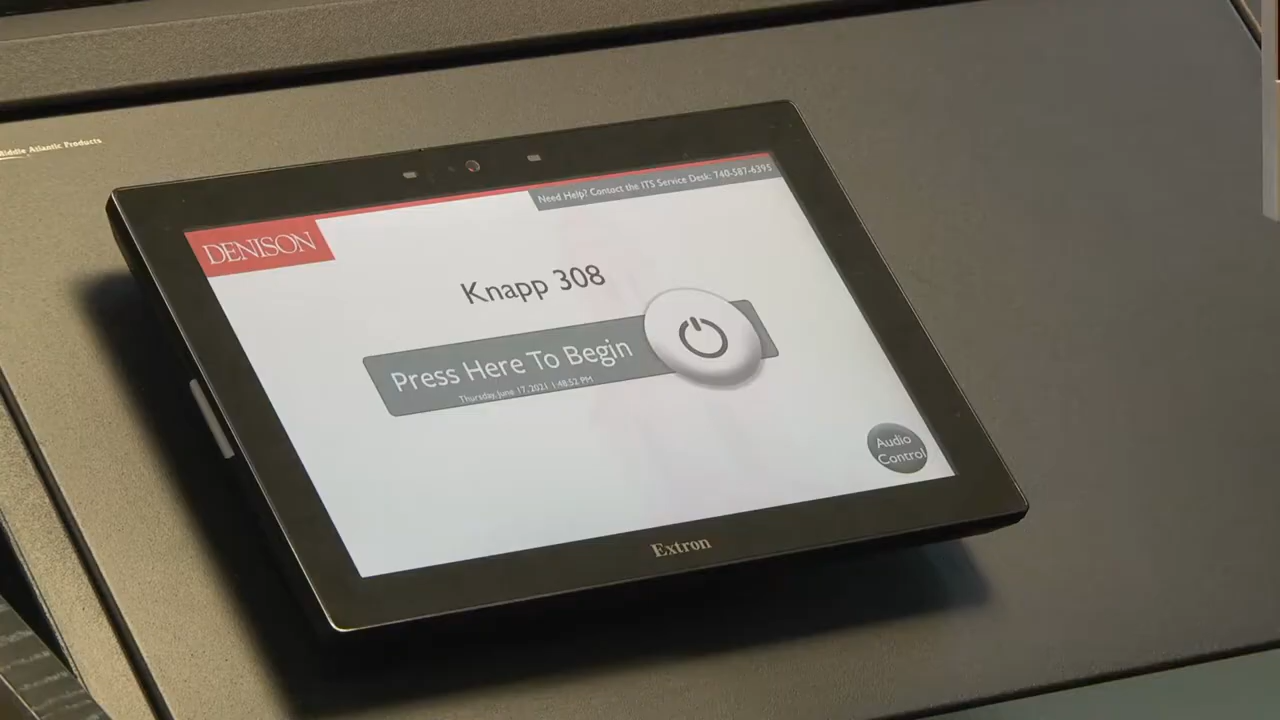 Middle Atlantic Products
Need Help? Contact the ITS Service Desk: 740-587-6395
DENISON
Knapp 308
Press Here To Begin
Thursday, June 17, 2021 1:48:52 PM
Audio
Control
Extron